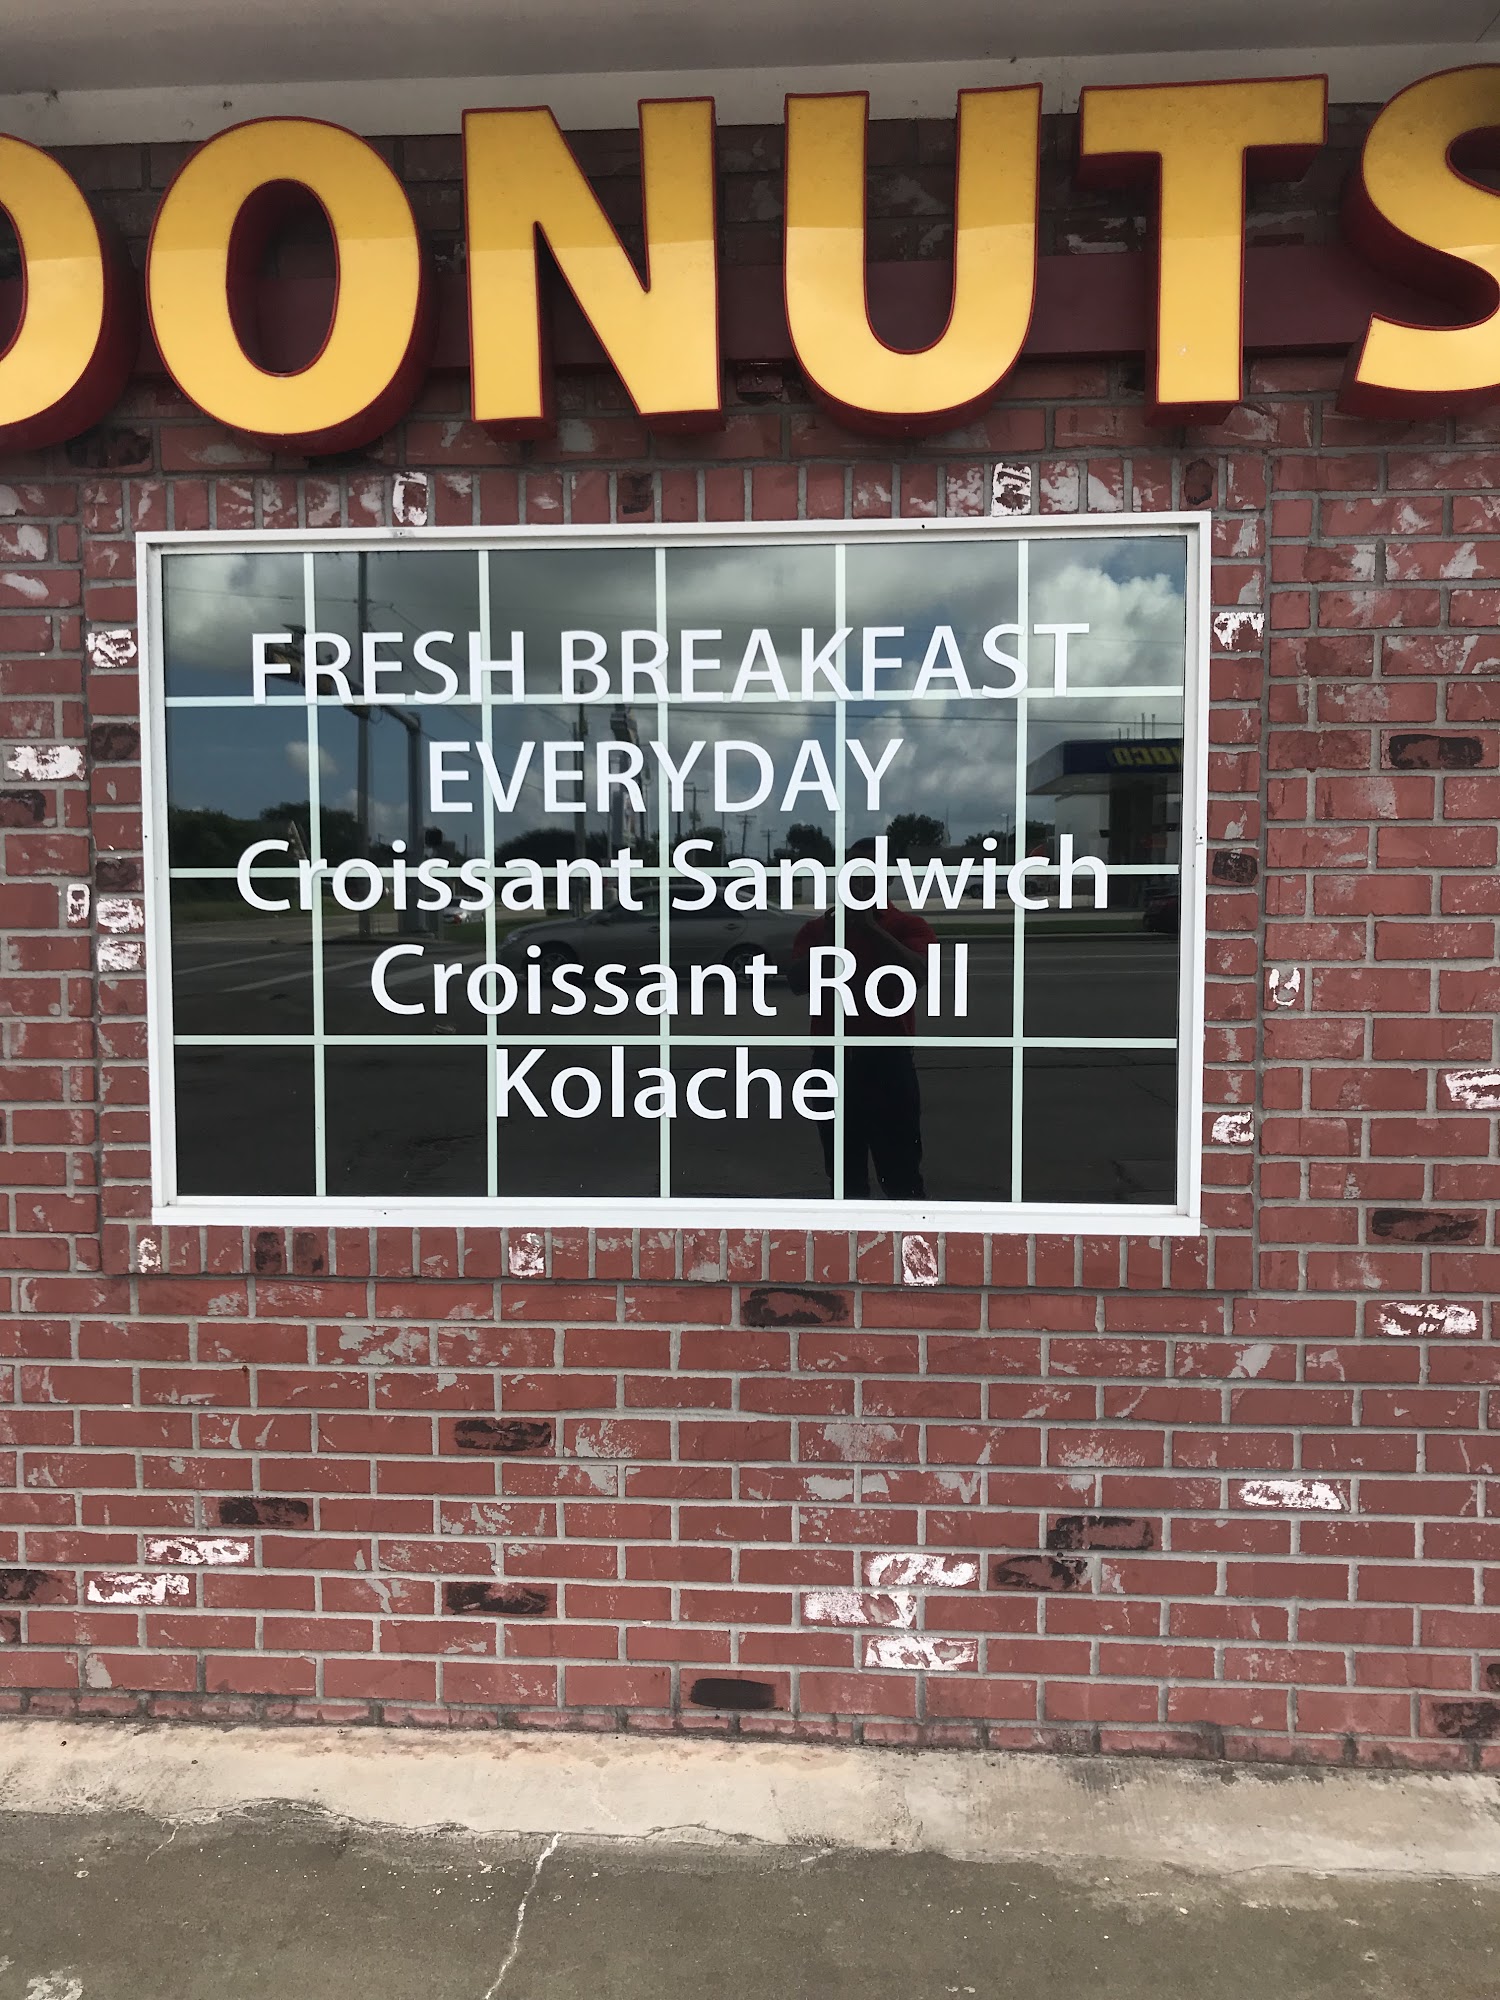 DONUTS
FRESH BREAKFAST
EVERYDAY
Croissant Sandwich
Croissant Roll
Kolache